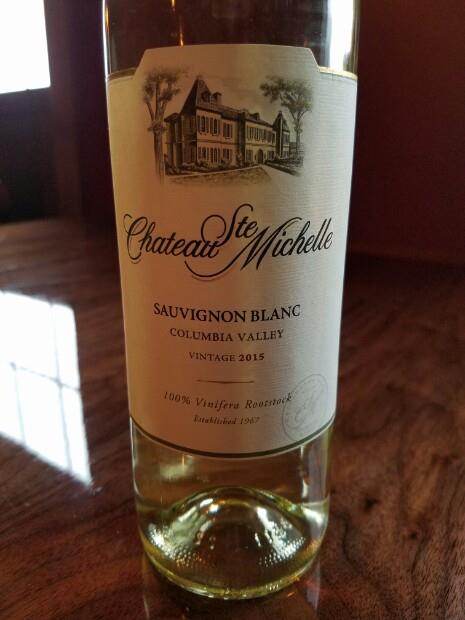 Chateau Ste Michelle
SAUVIGNON BLANC
COLUMBIA VALLEY
VINTAGE 2015
100% Vinifera Rootstock
Established 1967